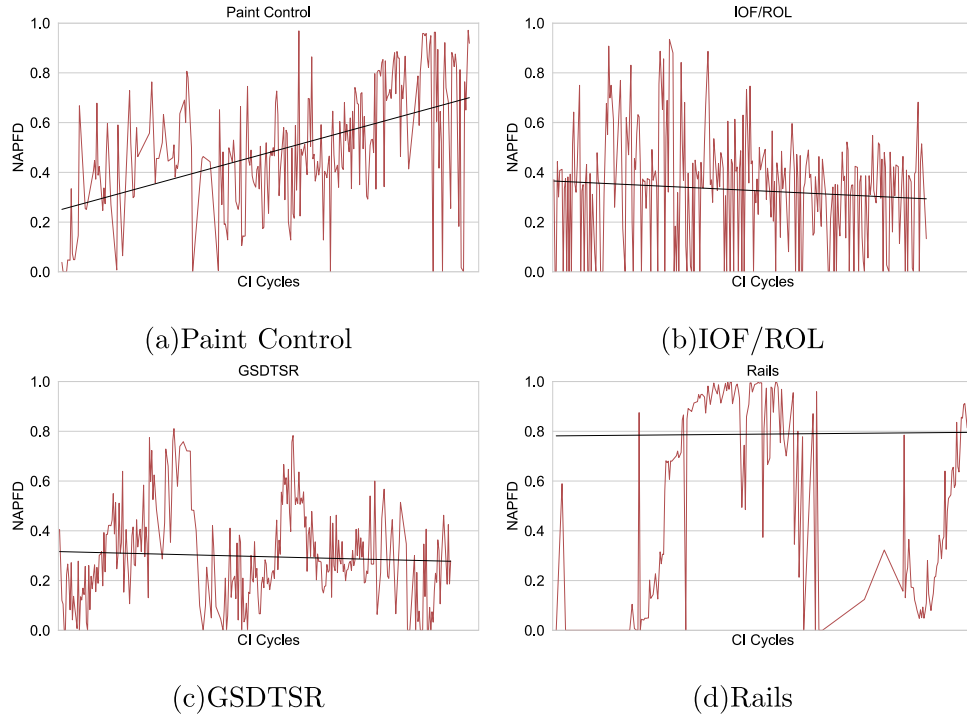 Paint Control
1.0
0.8
0.6
0.4
0.2
0.0
NAPFD
CI Cycles
(a)Paint Control
IOF/ROL
1.0
0.8
0.6
0.4
0.2
0.0
NAPFD
CI Cycles
(b)IOF/ROL
GSDTSR
1.0
0.8
0.6
0.4
0.2
0.0
NAPFD
CI Cycles
(c)GSDTSR
Rails
1.0
0.8
0.6
0.4
0.2
0.0
NAPFD
CI Cycles
(d)Rails